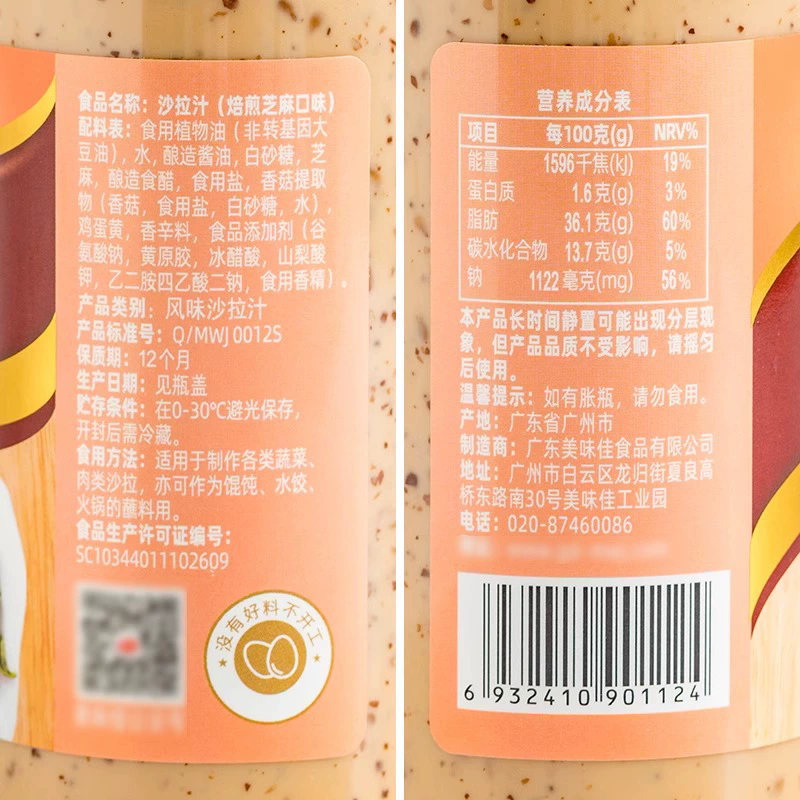 食品名称：沙拉汁（焙煎芝麻口味）
配料表：食用植物油（非转基因大
豆油），水，酿造酱油，白砂糖，芝
麻，酿造食醋，食用盐，香菇提取
物（香菇，食用盐，白砂糖，水），
鸡蛋黄，香辛料，食品添加剂（谷
氨酸钠，黄原胶，冰醋酸，山梨酸
钾，乙二胺四乙酸二钠，食用香精）。
产品类别：风味沙拉汁
产品标准号：Q/MWJ 0012S
保质期：12个月
生产日期：见瓶盖
贮存条件：在0-30℃避光保存，
开封后需冷藏。
食用方法：适用于制作各类蔬菜、
肉类沙拉，亦可作为馄饨、水饺、
火锅的蘸料用。
食品生产许可证编号：
SC10344011102609
没有好料不开工
营养成分表
项目 每100克(g) NRV%
能量 1596千焦(kJ) 19%
蛋白质 1.6克(g) 3%
脂肪 36.1克(g) 60%
碳水化合物 13.7克(g) 5%
钠 1122毫克(mg) 56%
本产品长时间静置可能出现分层现
象，但产品品质不受影响，请摇匀
后使用。
温馨提示：如有胀瓶，请勿食用。
产地：广东省广州市
制造商：广东美味佳食品有限公司
地址：广州市白云区龙归街夏良高
桥东路南30号美味佳工业园
电话：020-87460086
6 932410 901124